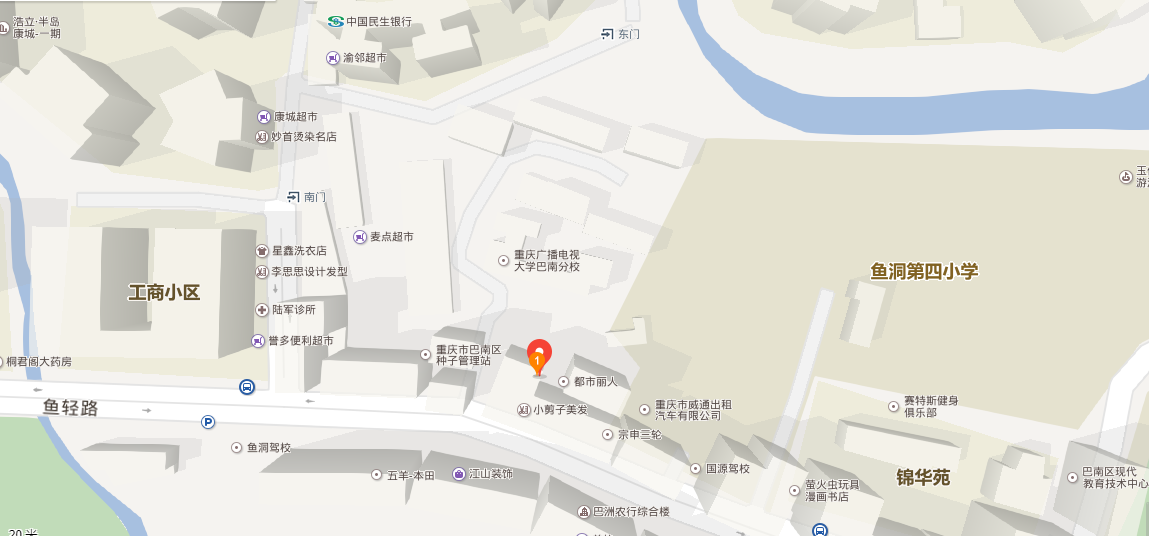 浩立·半岛
康城-一期
中国民生银行
东门
渝邻超市
康城超市
妙首烫染名店
南门
麦点超市
星鑫洗衣店
李思思设计发型
重庆广播电视
大学巴南分校
鱼洞第四小学
工商小区
陆军诊所
誉多便利超市
重庆市巴南区
种子管理站
1
桐君阁大药房
都市丽人
小剪子美发
重庆市威通出租
汽车有限公司
赛特斯健身
俱乐部
鱼轻路
P
宗申三轮
鱼洞驾校
五羊-本田
江山装饰
国源驾校
锦华苑
萤火虫玩具
漫画书店
巴南区现代
教育技术中心
巴洲农行综合楼
20 米